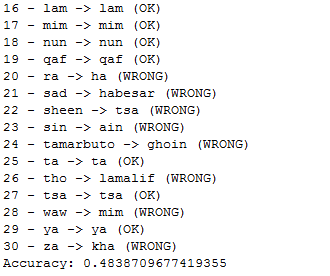 16 - lam -> lam (OK)
17 - mim -> mim (OK)
18 - nun -> nun (OK)
19 - qaf -> qaf (OK)
20 - ra -> ha (WRONG)
21 - sad -> habesar (WRONG)
22 - sheen -> tsa (WRONG)
23 - sin -> ain (WRONG)
24 - tamarbuto -> ghoin (WRONG)
25 - ta -> ta (OK)
26 - tho -> lamalif (WRONG)
27 - tsa -> tsa (OK)
28 - waw -> mim (WRONG)
29 - ya -> ya (OK)
30 - za -> kha (WRONG)
Accuracy: 0.4838709677419355